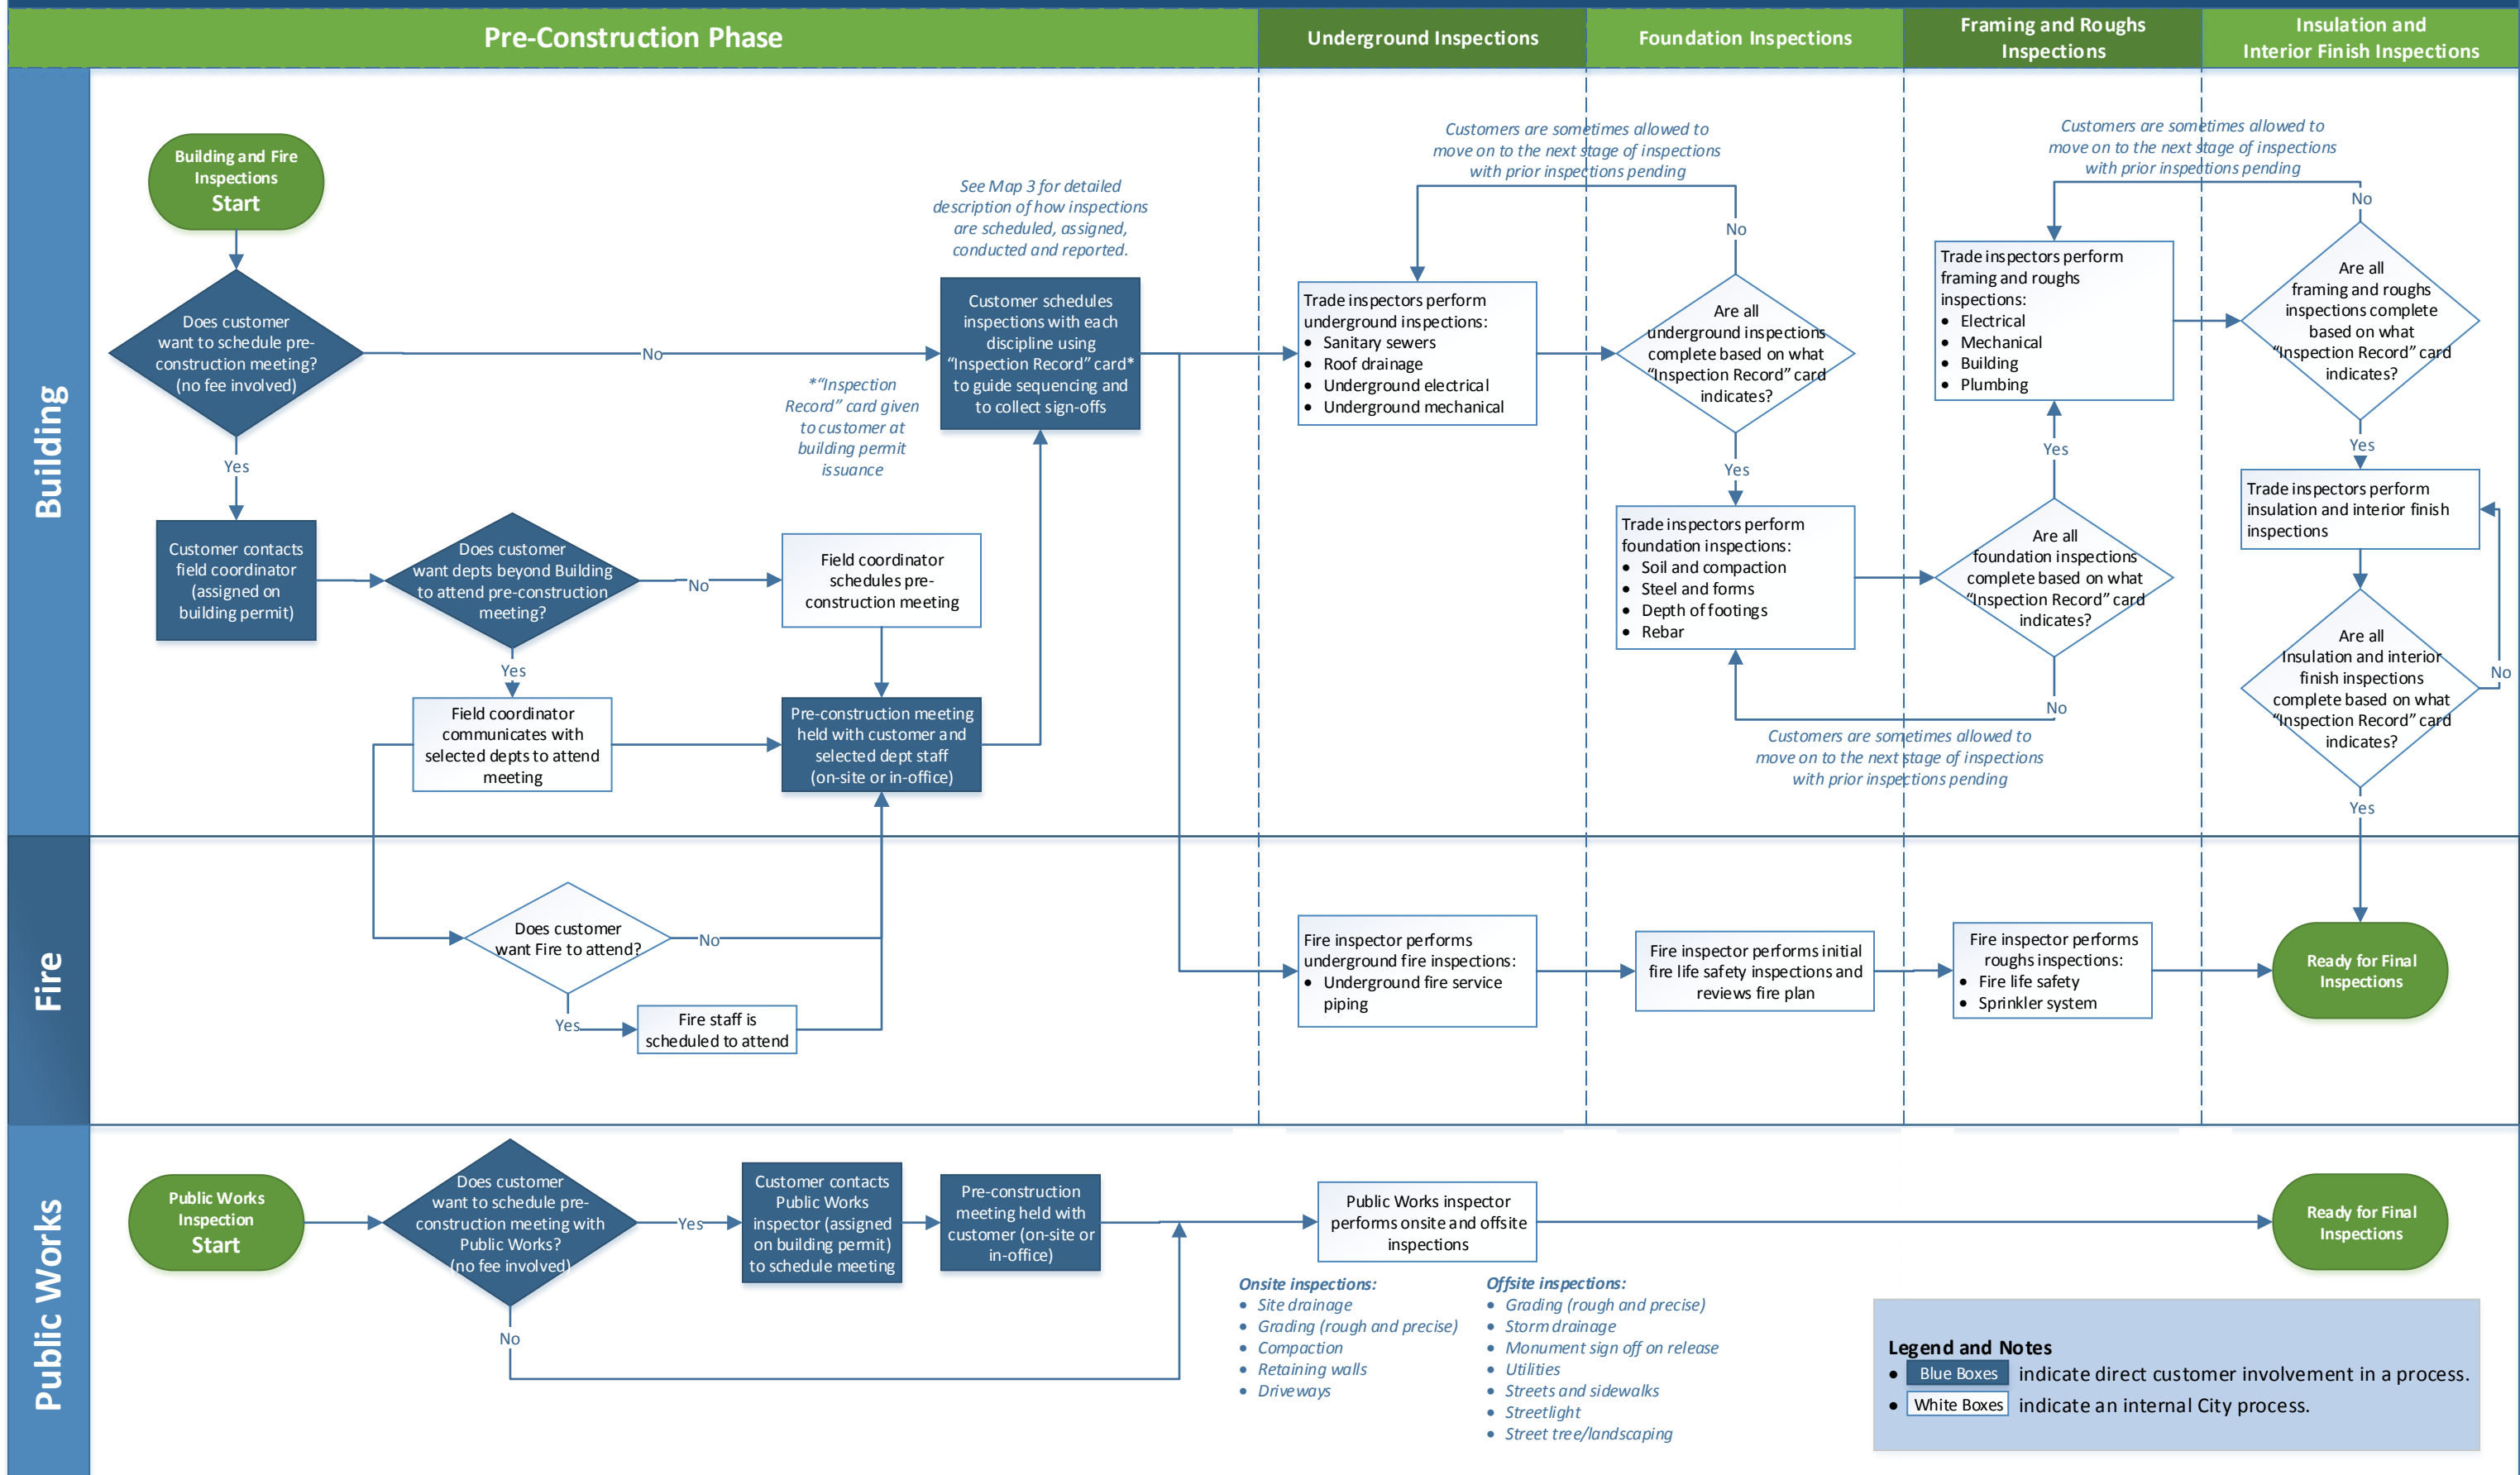 Pre-Construction Phase
Underground Inspections
Foundation Inspections
Framing and Roughs
Inspections
Insulation and
Interior Finish Inspections
Building
Building and Fire
Inspections
Start
Does customer
want to schedule pre-
construction meeting?
(no fee involved)
No
Yes
Customer contacts
field coordinator
(assigned on
building permit)
Does customer
want depts beyond Building
to attend pre-construction
meeting?
No
Yes
Field coordinator
schedules pre-
construction meeting
Field coordinator
communicates with
selected depts to attend
meeting
Pre-construction meeting
held with customer and
selected dept staff
(on-site or in-office)
See Map 3 for detailed
description of how inspections
are scheduled, assigned,
conducted and reported.
Customer schedules
inspections with each
discipline using
“Inspection Record” card*
to guide sequencing and
to collect sign-offs
*“Inspection
Record” card given
to customer at
building permit
issuance
Customers are sometimes allowed to
move on to the next stage of inspections
with prior inspections pending
Trade inspectors perform
underground inspections:
• Sanitary sewers
• Roof drainage
• Underground electrical
• Underground mechanical
No
Are all
underground inspections
complete based on what
“Inspection Record” card
indicates?
Yes
Trade inspectors perform
foundation inspections:
• Soil and compaction
• Steel and forms
• Depth of footings
• Rebar
Customers are sometimes allowed to
move on to the next stage of inspections
with prior inspections pending
Trade inspectors perform
framing and roughs
inspections:
• Electrical
• Mechanical
• Building
• Plumbing
Yes
Are all
foundation inspections
complete based on what
“Inspection Record” card
indicates?
No
Customers are sometimes allowed to
move on to the next stage of inspections
with prior inspections pending
No
Are all
framing and roughs
inspections complete
based on what
“Inspection Record” card
indicates?
Yes
Trade inspectors perform
insulation and interior finish
inspections
Are all
Insulation and interior
finish inspections
complete based on what
“Inspection Record” card
indicates?
No
Yes
Fire
Does customer
want Fire to attend?
No
Yes
Fire staff is
scheduled to attend
Fire inspector performs
underground fire inspections:
• Underground fire service
piping
Fire inspector performs initial
fire life safety inspections and
reviews fire plan
Fire inspector performs
roughs inspections:
• Fire life safety
• Sprinkler system
Ready for Final
Inspections
Public Works
Public Works
Inspection
Start
Does customer
want to schedule pre-
construction meeting with
Public Works?
(no fee involved)
Yes
No
Customer contacts
Public Works
inspector (assigned
on building permit)
to schedule meeting
Pre-construction
meeting held with
customer (on-site or
in-office)
Public Works inspector
performs onsite and offsite
inspections
Ready for Final
Inspections
Onsite inspections:
• Site drainage
• Grading (rough and precise)
• Compaction
• Retaining walls
• Driveways
Offsite inspections:
• Grading (rough and precise)
• Storm drainage
• Monument sign off on release
• Utilities
• Streets and sidewalks
• Streetlight
• Street tree/landscaping
Legend and Notes
• Blue Boxes indicate direct customer involvement in a process.
• White Boxes indicate an internal City process.